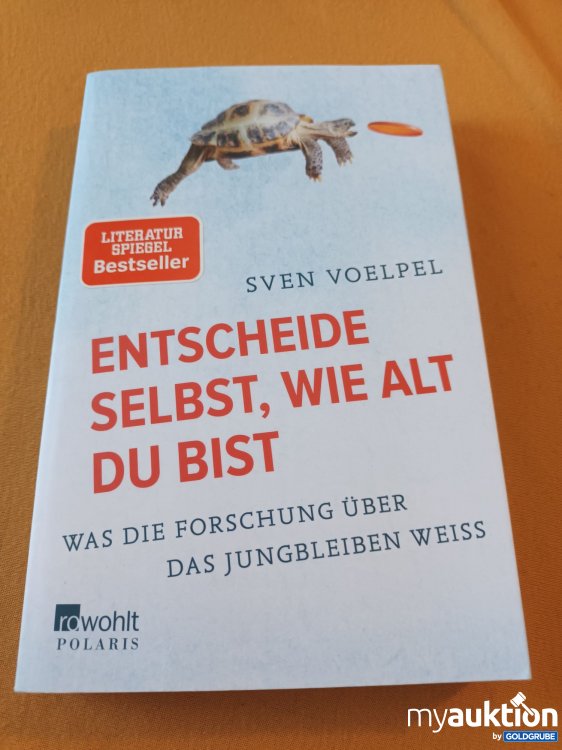 LITERATUR
SPIEGEL
Bestseller
SVEN VOELPEL
ENTSCHEIDE
SELBST, WIE ALT
DU BIST
WAS DIE FORSCHUNG ÜBER
DAS JUNGBLEIBEN WEISS
rowohlt
POLARIS
myauktion
by GOLDGRUBE